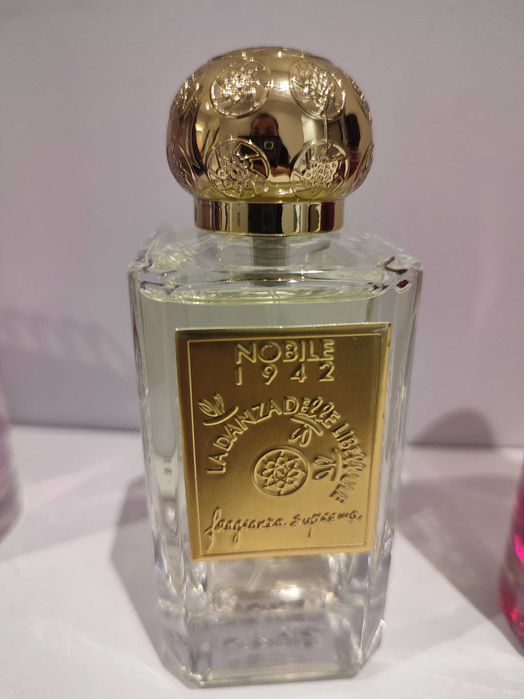 NOBILE
1942
LA DANZA DELLE LIBELLULE
fragranza suprema.